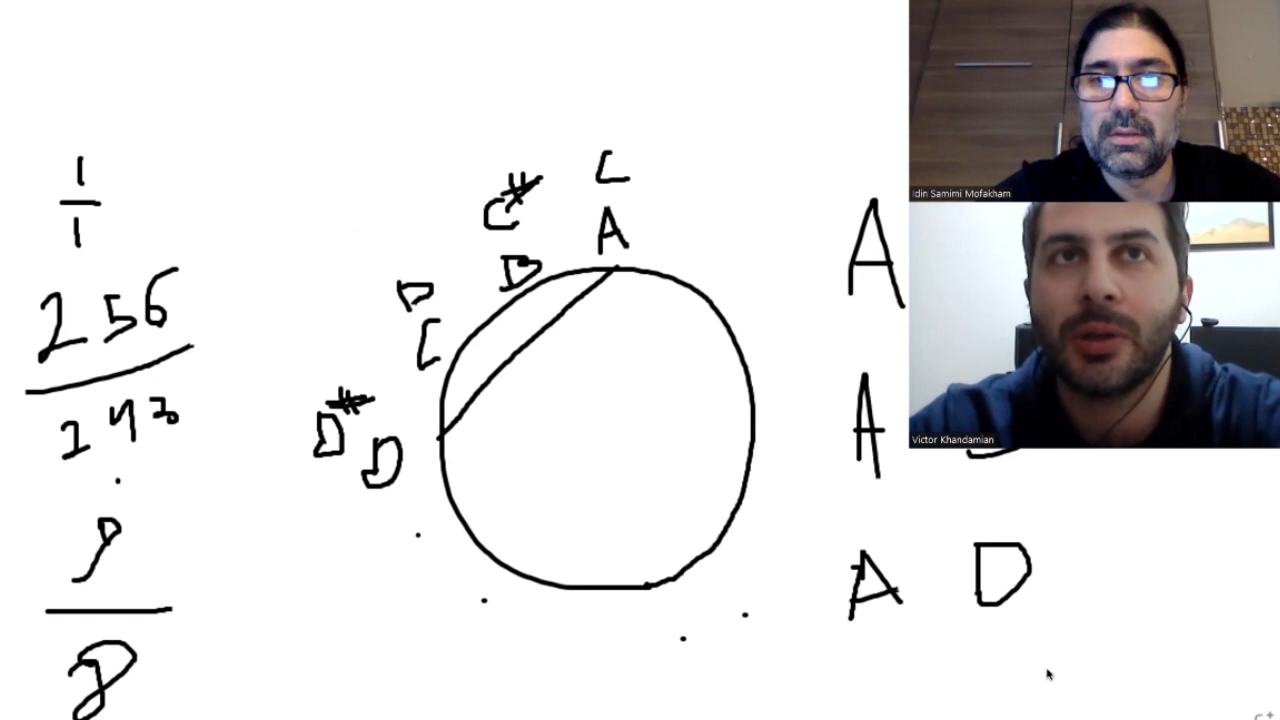 1
1
256
243
9
8
C
C#
A
B
D
C
D#
D
A
A
A D
Idin Samimi Mofakham
Victor Khandamian